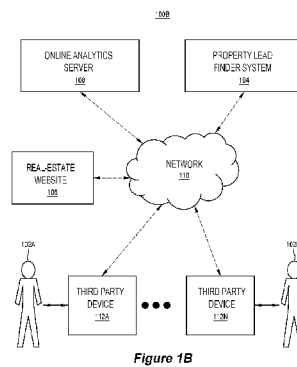 100B
ONLINE ANALYTICS
SERVER
108
PROPERTY LEAD
FINDER SYSTEM
104
NETWORK
110
REAL-ESTATE
WEBSITE
106
102A
THIRD PARTY
DEVICE
112A
THIRD PARTY
DEVICE
112N
Figure 1B